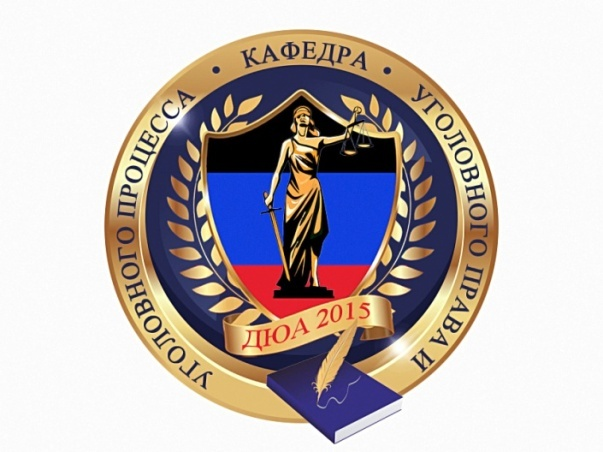 КАФЕДРА • УГОЛОВНОГО ПРАВА И УГОЛОВНОГО ПРОЦЕССА •
ДЮА 2015